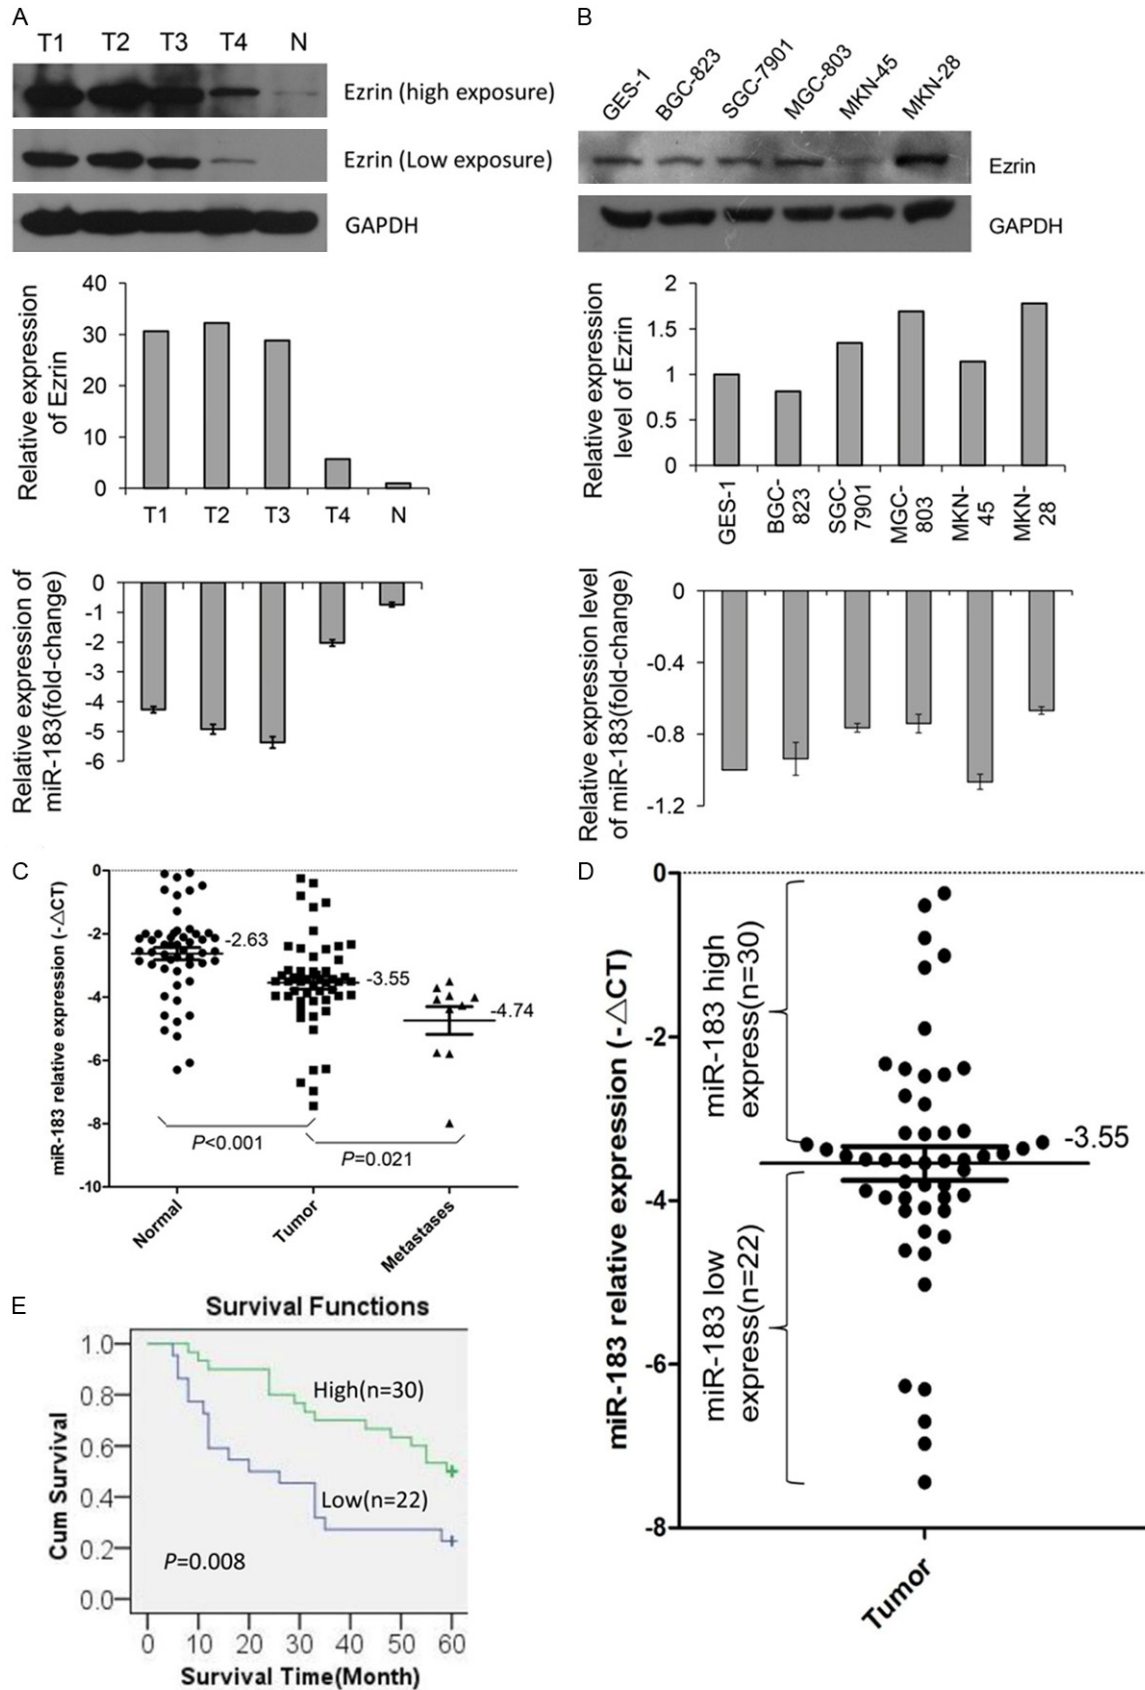 A
T1 T2 T3 T4 N
Ezrin (high exposure)
Ezrin (Low exposure)
GAPDH
Relative expression
of Ezrin
40
30
20
10
0
T1 T2 T3 T4 N
Relative expression of
miR-183(fold-change)
0
-1
-2
-3
-4
-5
-6
B
GES-1 BGC-823 SGC-7901 MGC-803 MKN-45 MKN-28
Ezrin
GAPDH
Relative expression
level of Ezrin
2
1.5
1
0.5
0
GES-1
BGC-
823
SGC-
7901
MGC-
803
MKN-
45
MKN-
28
Relative expression level
of miR-183(fold-change)
0
-0.4
-0.8
-1.2
C
miR-183 relative expression (-△CT)
0
-2
-4
-6
-8
-10
-2.63
-3.55
-4.74
P<0.001
P=0.021
Normal Tumor Metastases
D
miR-183 relative expression (-△CT)
0
-2
-4
-6
-8
miR-183 high
express(n=30)
miR-183 low
express(n=22)
-3.55
Tumor
E
Survival Functions
Cum Survival
1.0
0.8
0.6
0.4
0.2
0.0
High(n=30)
Low(n=22)
P=0.008
0 10 20 30 40 50 60
Survival Time(Month)